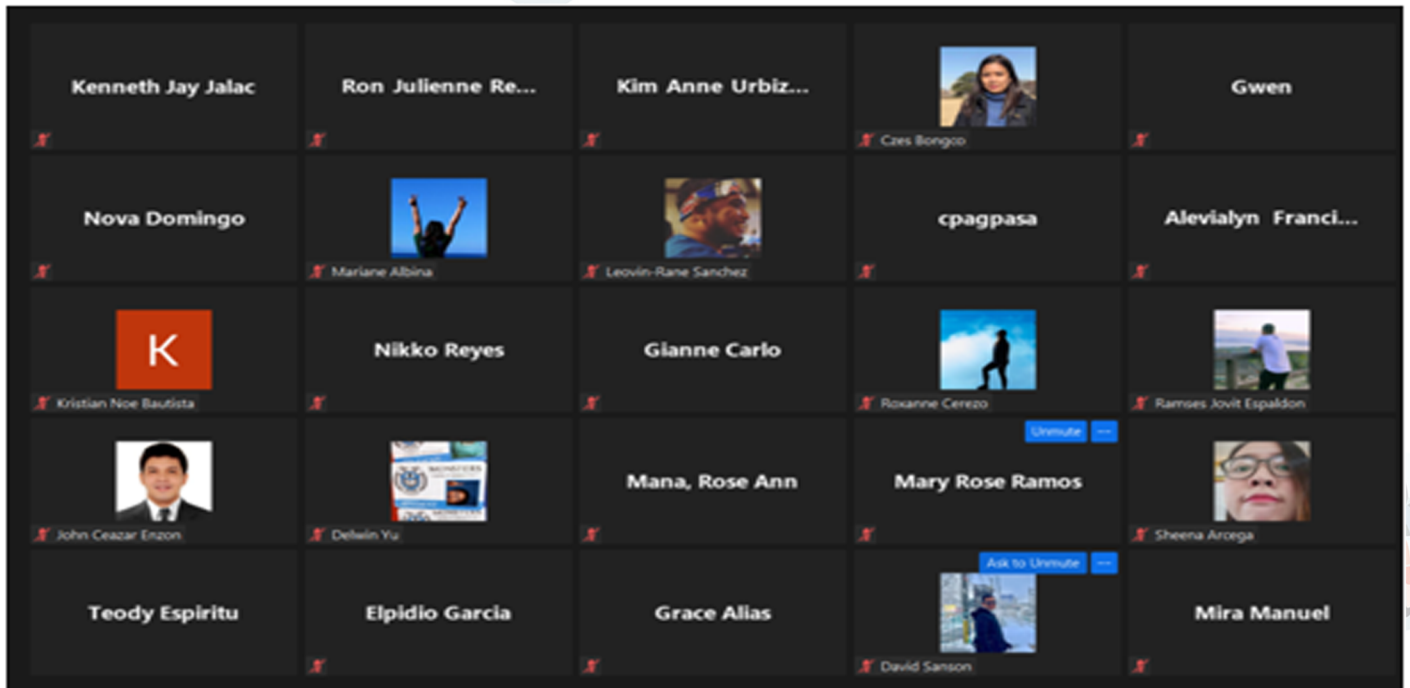 Kenneth Jay Jalac
Ron Julienne Re...
Kim Anne Urbiz...
Czes Bongco
Gwen
Nova Domingo
Mariane Albina
Leovin-Rane Sanchez
cpagpasa
Alevialyn Franci...
K
Kristian Noe Bautista
Nikko Reyes
Gianne Carlo
Roxanne Cerezo
Ramses Jovit Espaldon
John Ceazar Enzon
MONSTERS
Delwin Yu
Mana, Rose Ann
Unmute ...
Mary Rose Ramos
Sheena Arcega
Teody Espiritu
Elpidio Garcia
Grace Alias
Ask to Unmute ...
David Sanson
Mira Manuel